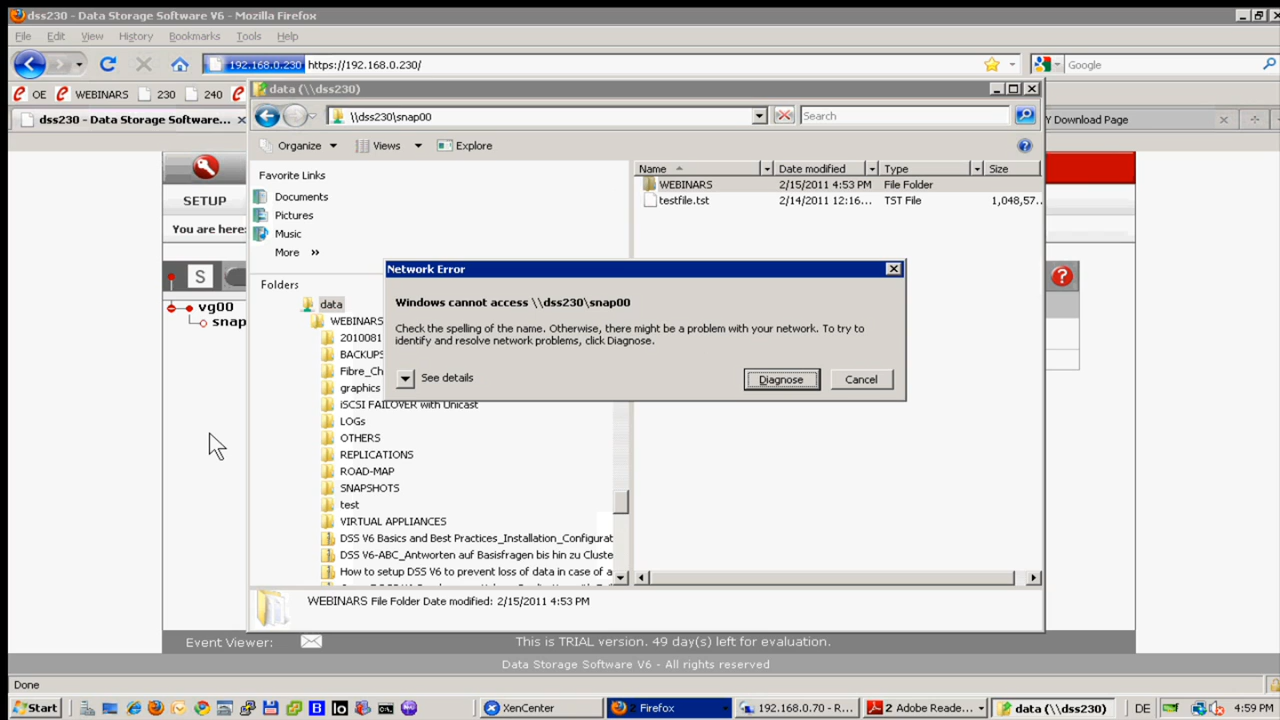 dss230 - Data Storage Software V6 - Mozilla Firefox
File Edit View History Bookmarks Tools Help
192.168.0.230 https://192.168.0.230/
Google
OE WEBINARS 230 240
dss230 - Data Storage Software...
Y Download Page
data (\\dss230)
\\dss230\snap00
Search
Organize Views Explore
SETUP
You are here:
S
vg00
snap
Favorite Links
Documents
Pictures
Music
More »
Folders
data
WEBINARS
2010081
BACKUPS
Fibre_Ch
graphics
iSCSI FAILOVER with Unicast
LOGs
OTHERS
REPLICATIONS
ROAD-MAP
SNAPSHOTS
test
VIRTUAL APPLIANCES
DSS V6 Basics and Best Practices_Installation_Configurat
DSS V6-ABC_Antworten auf Basisfragen bis hin zu Cluste
How to setup DSS V6 to prevent loss of data in case of a
Name Date modified Type Size
WEBINARS 2/15/2011 4:53 PM File Folder
testfile.tst 2/14/2011 12:16... TST File 1,048,57...
Network Error
Windows cannot access \\dss230\snap00
Check the spelling of the name. Otherwise, there might be a problem with your network. To try to
identify and resolve network problems, click Diagnose.
See details
Diagnose Cancel
WEBINARS File Folder Date modified: 2/15/2011 4:53 PM
Event Viewer:
This is TRIAL version. 49 day(s) left for evaluation.
Data Storage Software V6 - All rights reserved
Done
Start XenCenter 2 Firefox 192.168.0.70 - R... 2 Adobe Reade... data (\\dss230) DE 4:59 PM